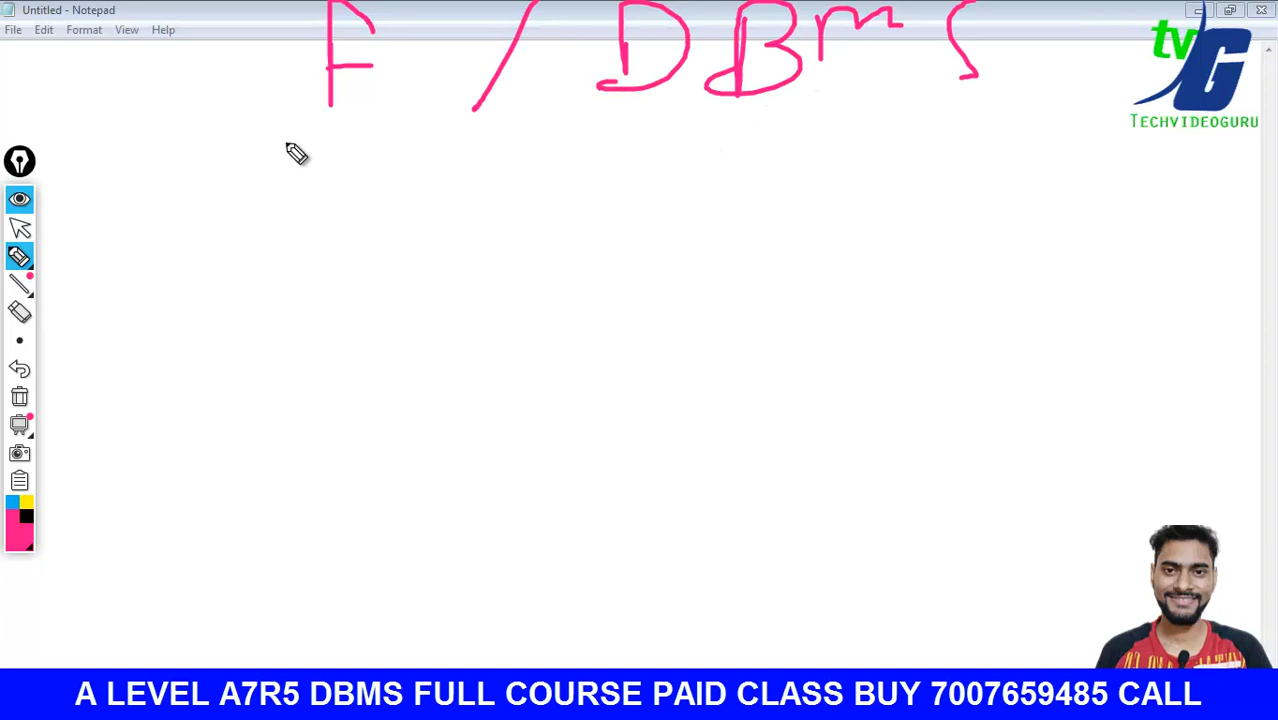 Untitled - Notepad
File Edit Format View Help
F / DBmS
tv G
TECHVIDEOGURU
A LEVEL A7R5 DBMS FULL COURSE PAID CLASS BUY 7007659485 CALL